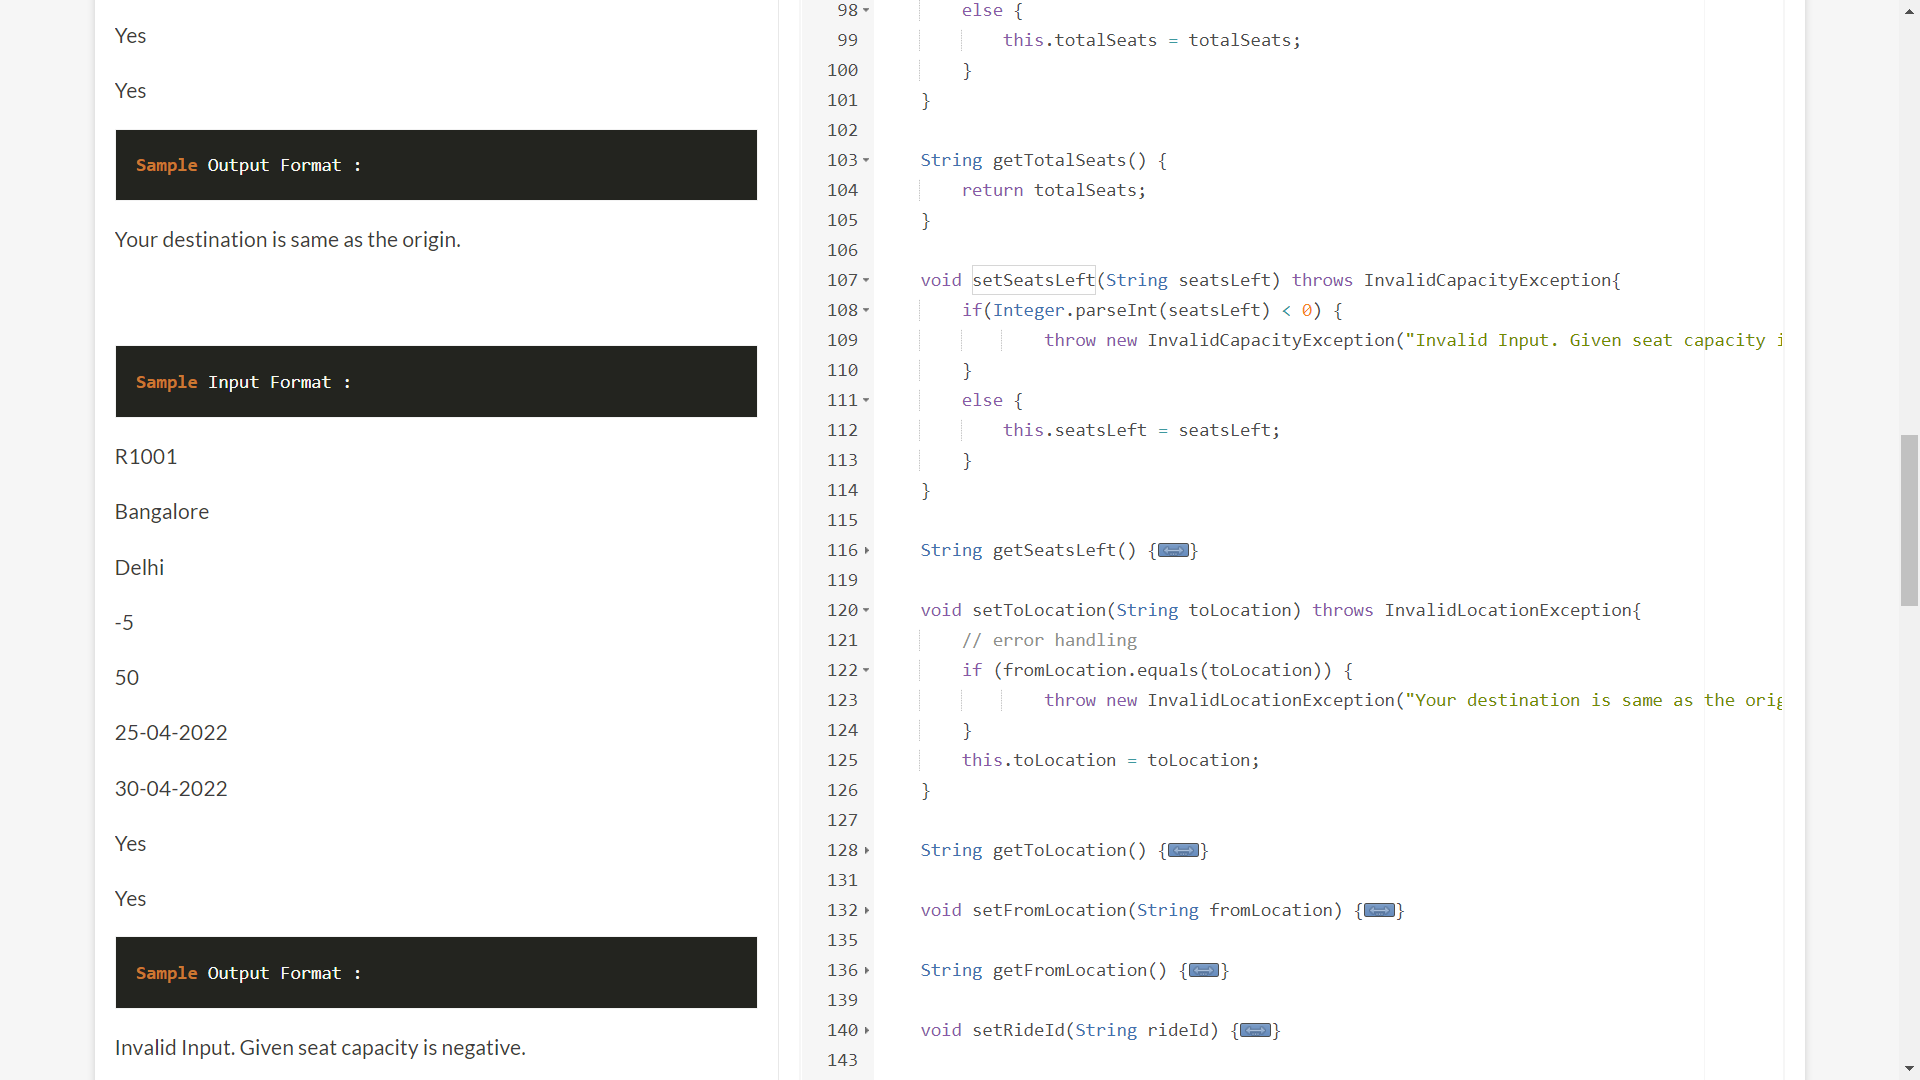 Yes
Yes
Sample Output Format :
Your destination is same as the origin.
Sample Input Format :
R1001
Bangalore
Delhi
-5
50
25-04-2022
30-04-2022
Yes
Yes
Sample Output Format :
Invalid Input. Given seat capacity is negative.
98 else {
99 this.totalSeats = totalSeats;
100 }
101 }
102
103 String getTotalSeats() {
104 return totalSeats;
105 }
106
107 void setSeatsLeft(String seatsLeft) throws InvalidCapacityException{
108 if(Integer.parseInt(seatsLeft) < 0) {
109 throw new InvalidCapacityException("Invalid Input. Given seat capacity i
110 }
111 else {
112 this.seatsLeft = seatsLeft;
113 }
114 }
115
116 String getSeatsLeft() {}
119
120 void setToLocation(String toLocation) throws InvalidLocationException{
121 // error handling
122 if (fromLocation.equals(toLocation)) {
123 throw new InvalidLocationException("Your destination is same as the orig
124 }
125 this.toLocation = toLocation;
126 }
127
128 String getToLocation() {}
131
132 void setFromLocation(String fromLocation) {}
135
136 String getFromLocation() {}
139
140 void setRideId(String rideId) {}
143